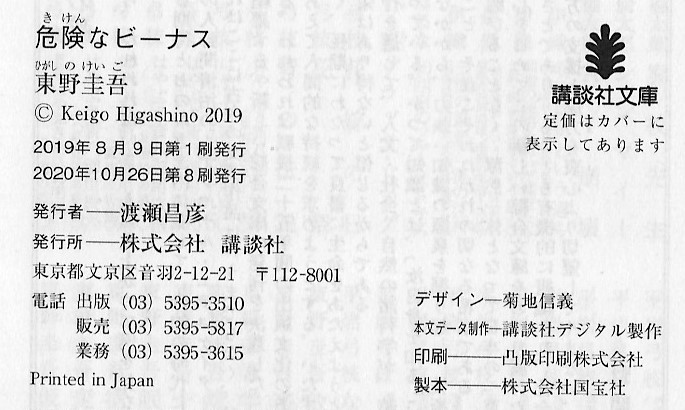 きけん
危険なビーナス
ひがしのけいご
東野圭吾
© Keigo Higashino 2019
2019年8月9日第1刷発行
2020年10月26日第8刷発行
発行者――渡瀬昌彦
発行所――株式会社 講談社
東京都文京区音羽2-12-21 〒112-8001
電話 出版 (03) 5395-3510
販売 (03) 5395-5817
業務 (03) 5395-3615
Printed in Japan
講談社文庫
定価はカバーに
表示してあります
デザイン―菊地信義
本文データ制作―講談社デジタル製作
印刷―――凸版印刷株式会社
製本―――株式会社国宝社